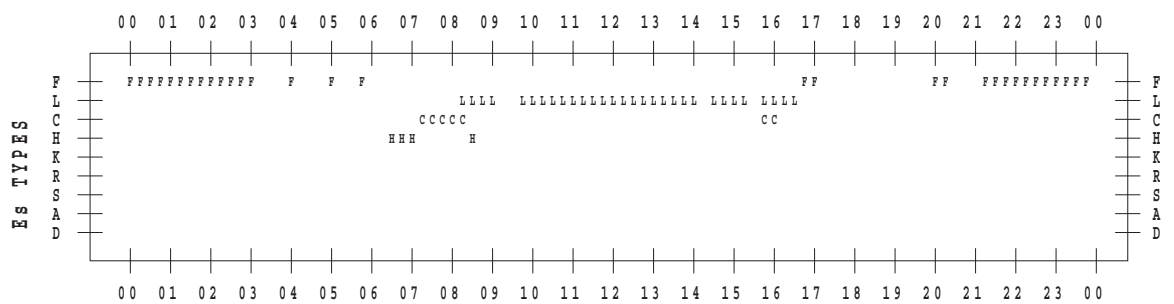 00 01 02 03 04 05 06 07 08 09 10 11 12 13 14 15 16 17 18 19 20 21 22 23 00
F FFFFFFFFFFFFF F F F FF FF FFFFFFFFFFF F
L LLLL LLLLLLLLLLLLLLLLLL LLLL LLLL L
C CCCCC CC C
H HHH H H
K K
R R
S S
A A
D D
Es TYPES
00 01 02 03 04 05 06 07 08 09 10 11 12 13 14 15 16 17 18 19 20 21 22 23 00